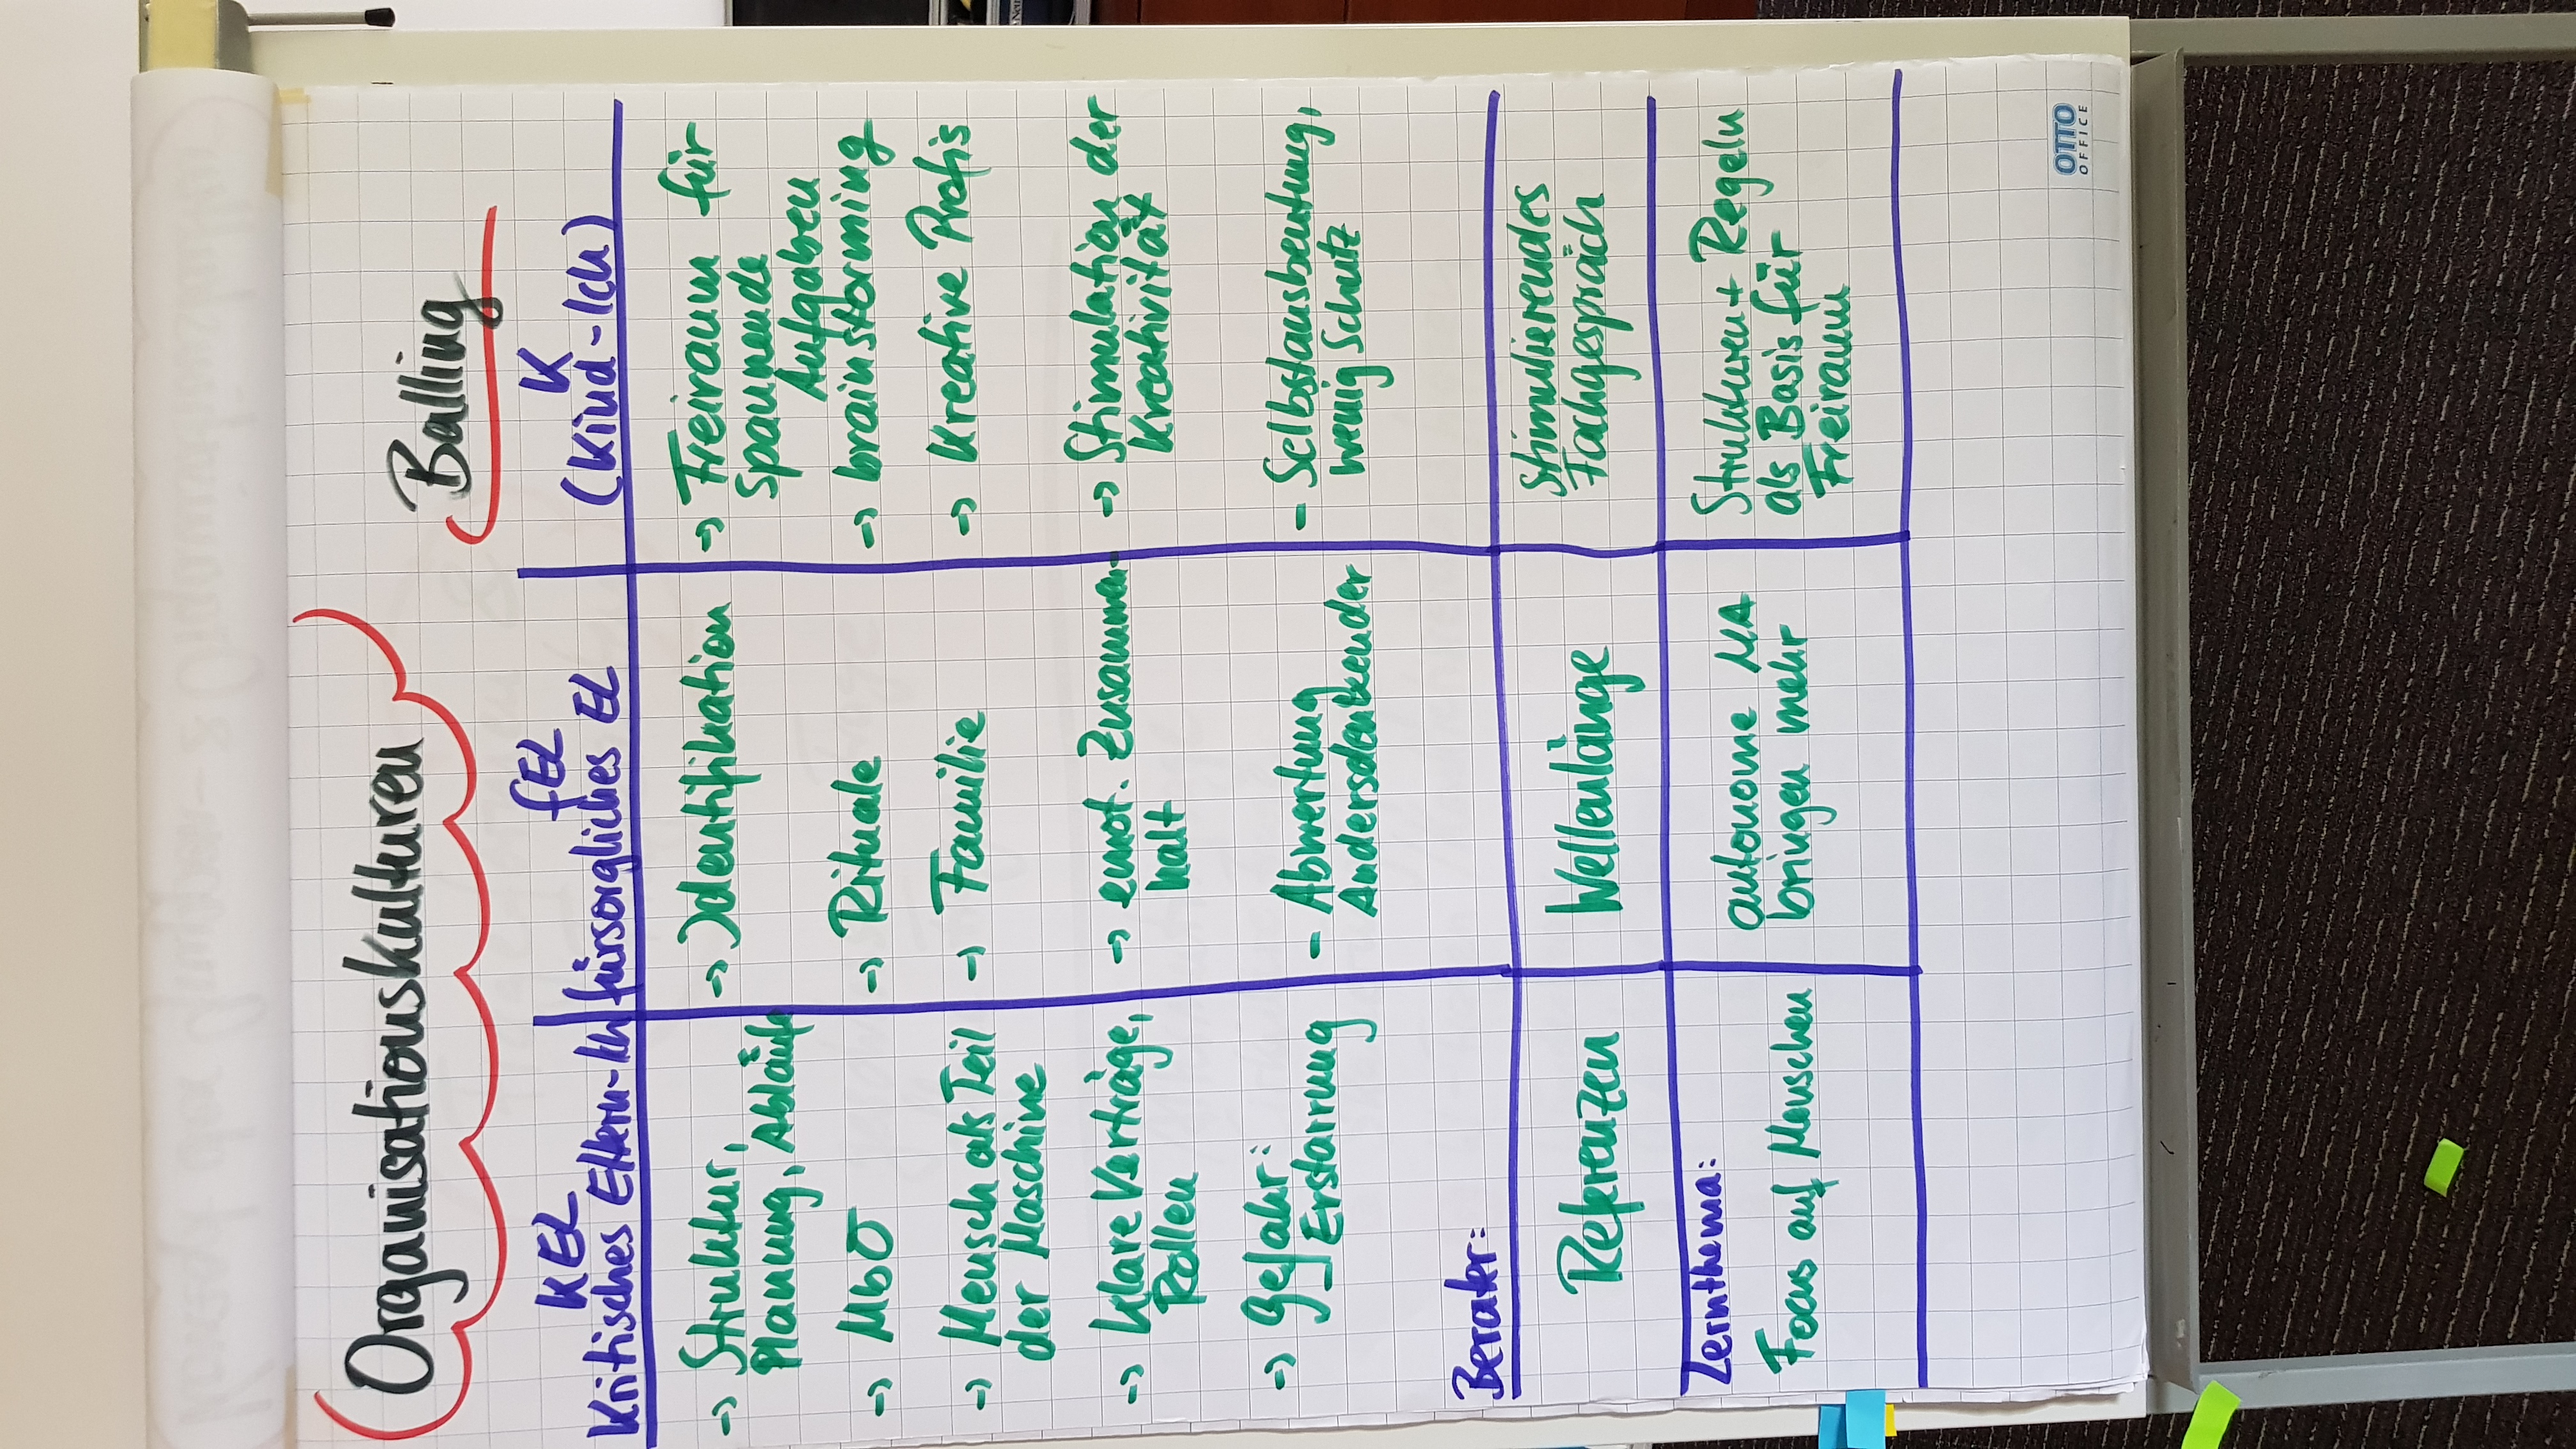 Organisationskulturen
Balling
KEL
Kritisches Eltern-Ich
fEL
fürsorgliches EL
K
(Kind-Ich)
-> Struktur,
Planung, Abläufe
-> MbO
-> Mensch als Teil
der Maschine
-> klare Verträge,
Rollen
-> Gefahr:
- Erstarrung
-> Identifikation
-> Rituale
-> Familie
-> emot. Zusammen-
halt
- Abwertung
Andersdenkender
-> Freiraum für
spannende
Aufgaben
-> brainstorming
-> Kreative Profis
-> Stimulation der
Kreativität
- Selbstausbeutung,
wenig Schutz
Berater:
Referenzen
Wellenlänge
Stimulierendes
Fachgespräch
Lernthema:
Focus auf Menschen
autonome MA
bringen mehr
Strukturen + Regeln
als Basis für
Freiraum
OTTO
OFFICE